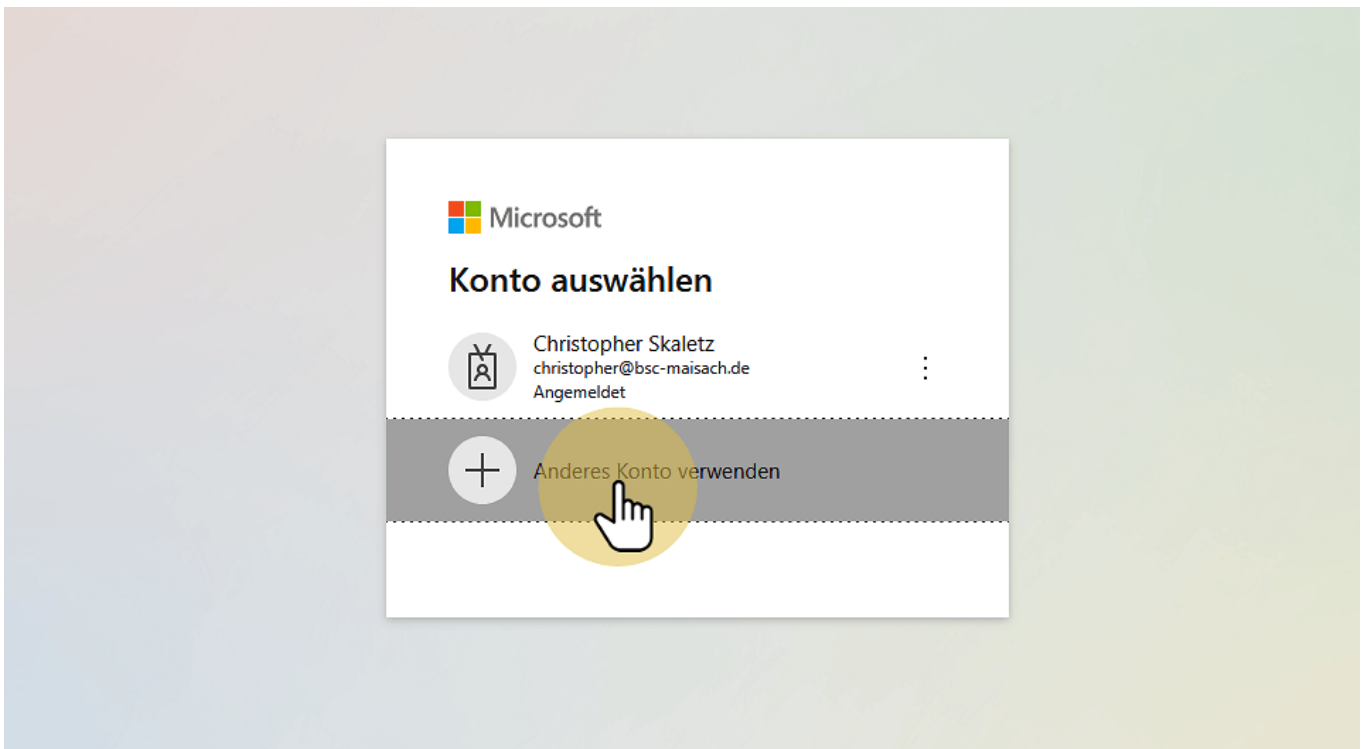 Microsoft
Konto auswählen
Christopher Skaletz
christopher@bsc-maisach.de
Angemeldet
Anderes Konto verwenden